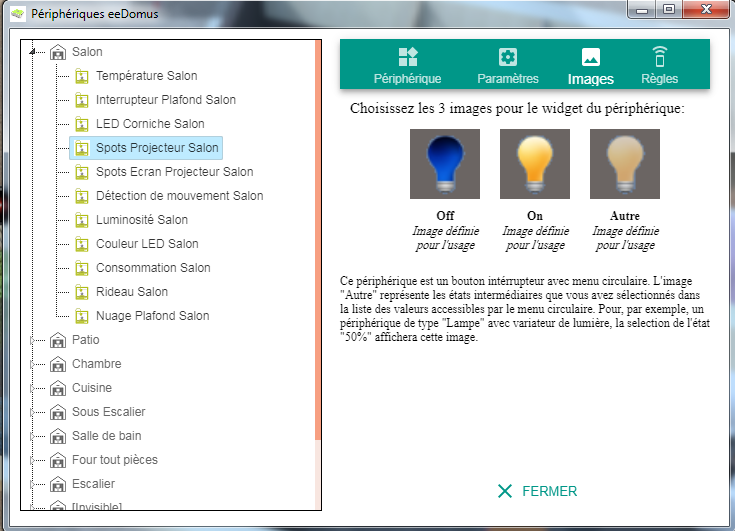 Périphériques eeDomus
Salon
Température Salon
Interrupteur Plafond Salon
LED Corniche Salon
Spots Projecteur Salon
Spots Ecran Projecteur Salon
Détection de mouvement Salon
Luminosité Salon
Couleur LED Salon
Consommation Salon
Rideau Salon
Nuage Plafond Salon
Patio
Chambre
Cuisine
Sous Escalier
Salle de bain
Four tout pièces
Escalier
[Invisible]
Périphérique Paramètres Images Règles
Choisissez les 3 images pour le widget du périphérique:
Off On Autre
Image définie Image définie Image définie
pour l'usage pour l'usage pour l'usage
Ce périphérique est un bouton intérrupteur avec menu circulaire. L'image
"Autre" représente les états intermédiaires que vous avez sélectionnés dans
la liste des valeurs accessibles par le menu circulaire. Pour, par exemple, un
périphérique de type "Lampe" avec variateur de lumière, la selection de l'état
"50%" affichera cette image.
FERMER